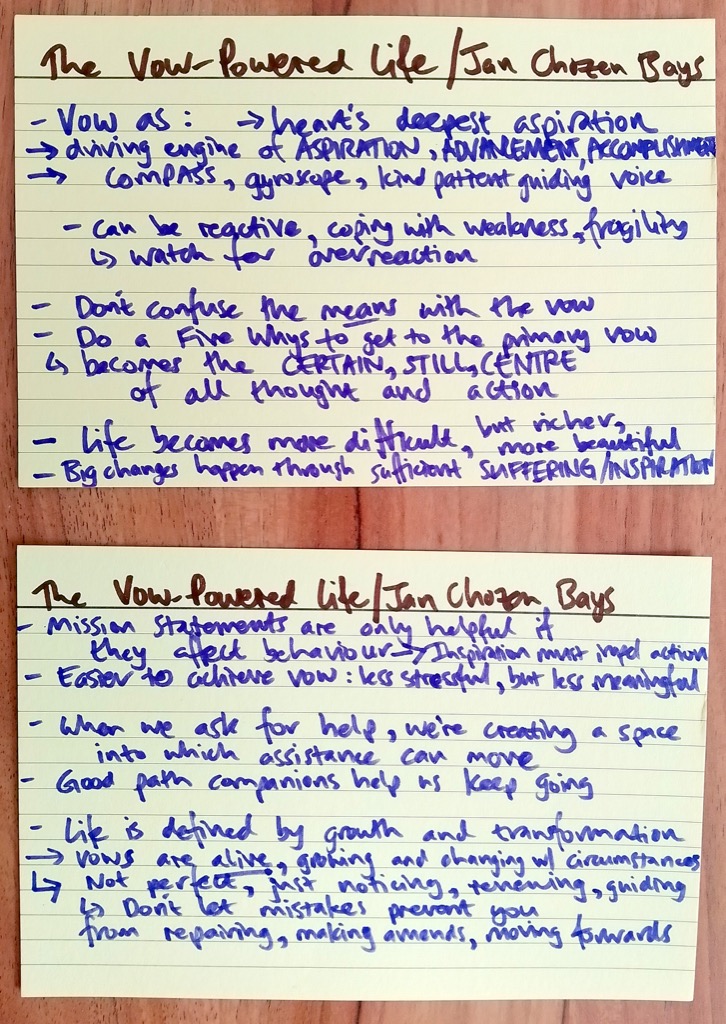 The Vow-Powered Life/Jan Chozen Bays
- Vow as: → heart's deepest aspiration
→ driving engine of ASPIRATION, ADVANCEMENT, ACCOMPLISHMENT
→ COMPASS, gyroscope, kind patient guiding voice
- can be reactive, coping with weakness, fragility
↳ watch for overreaction
- Don't confuse the means with the vow
- Do a Five Whys to get to the primary vow
↳ becomes the CERTAIN, STILL, CENTRE
of all thought and action
- Life becomes more difficult, but richer,
more beautiful
- Big changes happen through sufficient SUFFERING/INSPIRATION
The Vow-Powered Life/Jan Chozen Bays
- Mission statements are only helpful if
they affect behaviour → Inspiration must impel action
- Easier to achieve vow: less stressful, but less meaningful
- When we ask for help, we're creating a space
into which assistance can move
- Good path companions help us keep going
- Life is defined by growth and transformation
→ vows are alive, growing and changing w/ circumstances
↳ Not perfect, just noticing, renewing, guiding
↳ Don't let mistakes prevent you
from repairing, making amends, moving forwards